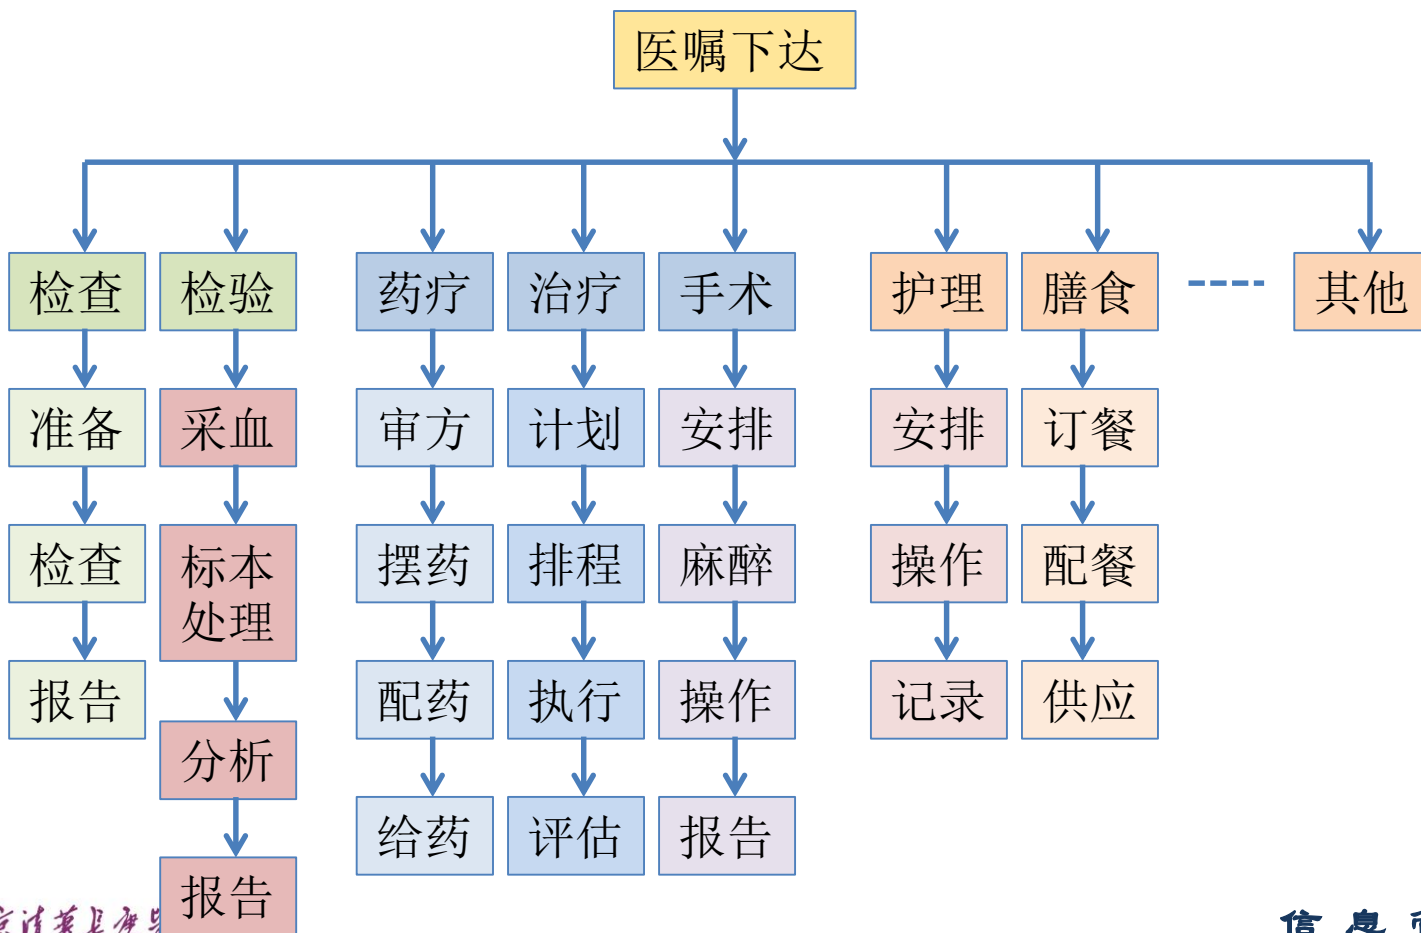 医嘱下达
检查 检验 药疗 治疗 手术 护理 膳食 其他
准备 采血 审方 计划 安排 安排 订餐
检查 标本 摆药 排程 麻醉 操作 配餐
处理
报告 配药 执行 操作 记录 供应
分析
给药 评估 报告
报告
信息